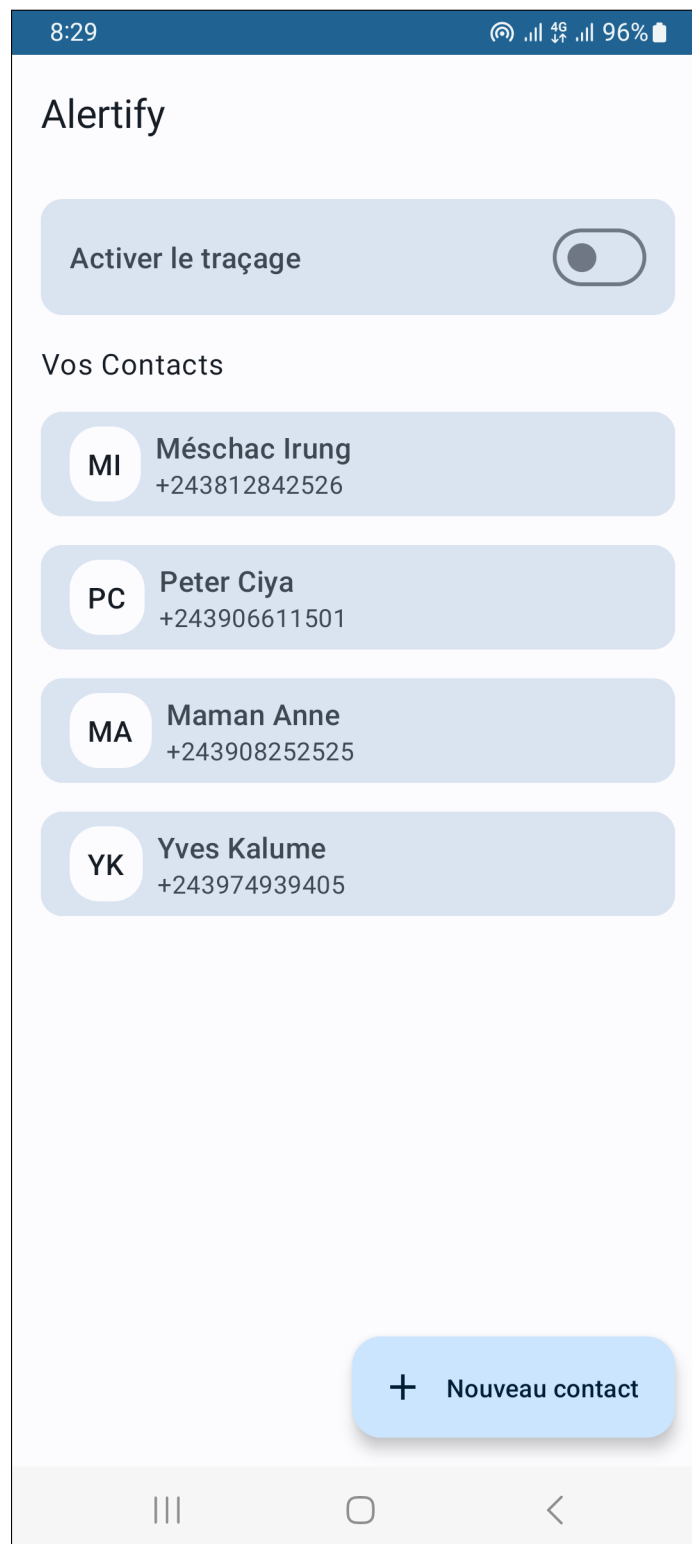 8:29 4G 96%
Alertify
Activer le traçage
Vos Contacts
MI
Méschac Irung
+243812842526
PC
Peter Ciya
+243906611501
MA
Maman Anne
+243908252525
YK
Yves Kalume
+243974939405
+ Nouveau contact